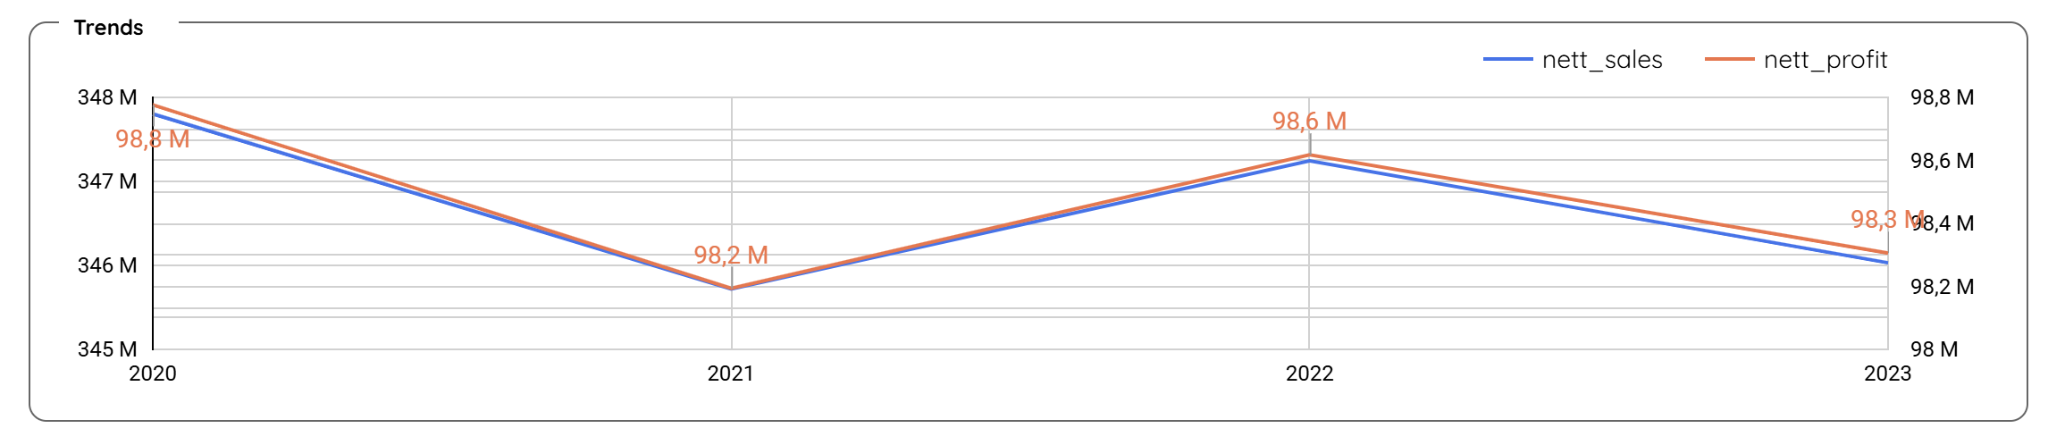 Trends
nett_sales nett_profit
348 M
98,8 M
98,8 M
98,6 M
98,6 M
347 M
98,3 M
98,4 M
98,2 M
346 M
98,2 M
345 M
98 M
2020 2021 2022 2023